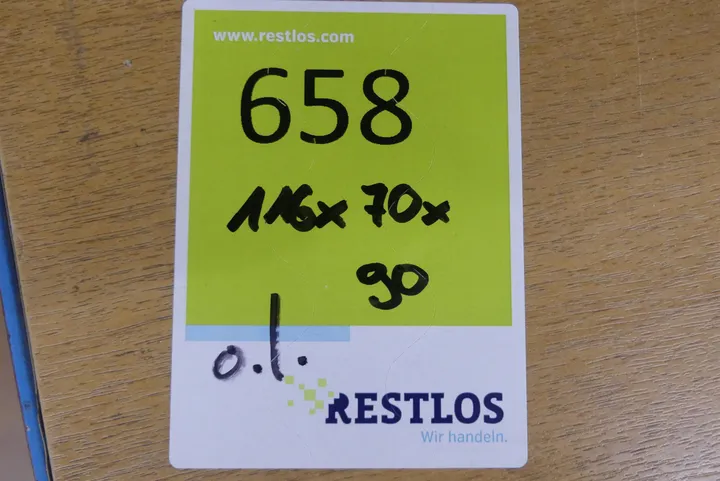 www.restlos.com
658
116x 70x
90
o.l.
RESTLOS
Wir handeln.